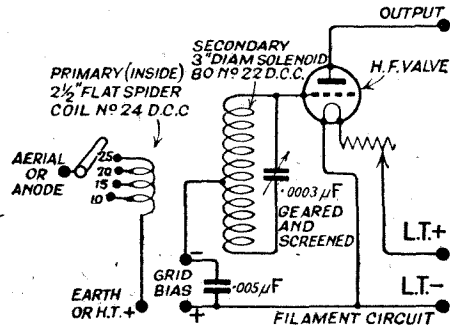 OUTPUT
SECONDARY
3" DIAM SOLENOID
80 Nº 22 D.C.C.
H.F. VALVE
PRIMARY (INSIDE)
2½" FLAT SPIDER
COIL Nº 24 D.C.C
AERIAL
OR
ANODE
25
20
15
10
.0003 µF
GEARED
AND
SCREENED
L.T.+
-
GRID
BIAS
+
.005 µF
L.T.-
EARTH
OR H.T.+
FILAMENT CIRCUIT